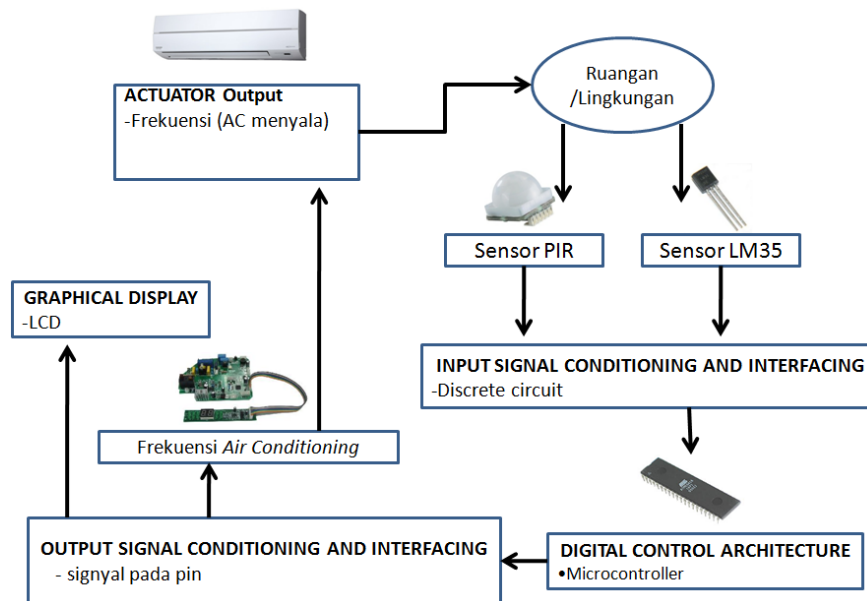 ACTUATOR Output
-Frekuensi (AC menyala)
Ruangan
/Lingkungan
Sensor PIR
Sensor LM35
GRAPHICAL DISPLAY
-LCD
INPUT SIGNAL CONDITIONING AND INTERFACING
-Discrete circuit
Frekuensi Air Conditioning
OUTPUT SIGNAL CONDITIONING AND INTERFACING
- signyal pada pin
DIGITAL CONTROL ARCHITECTURE
•Microcontroller